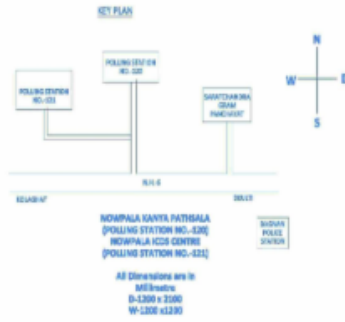 KEY PLAN
POLLING STATION
NO.-120
POLLING STATION
NO.-121
SARATCHANDRA
GRAM
PANCHAYAT
N
W
S
N.H-6
KOLAGHAT
NOWPALA KANYA PATHSALA
(POLLING STATION NO.-120)
NOWPALA ICDS CENTRE
(POLLING STATION NO.-121)
BAGNAN
POLICE
STATION
All Dimensions are in
Millimetre
D-1200 x 2100
W-1200 x1200